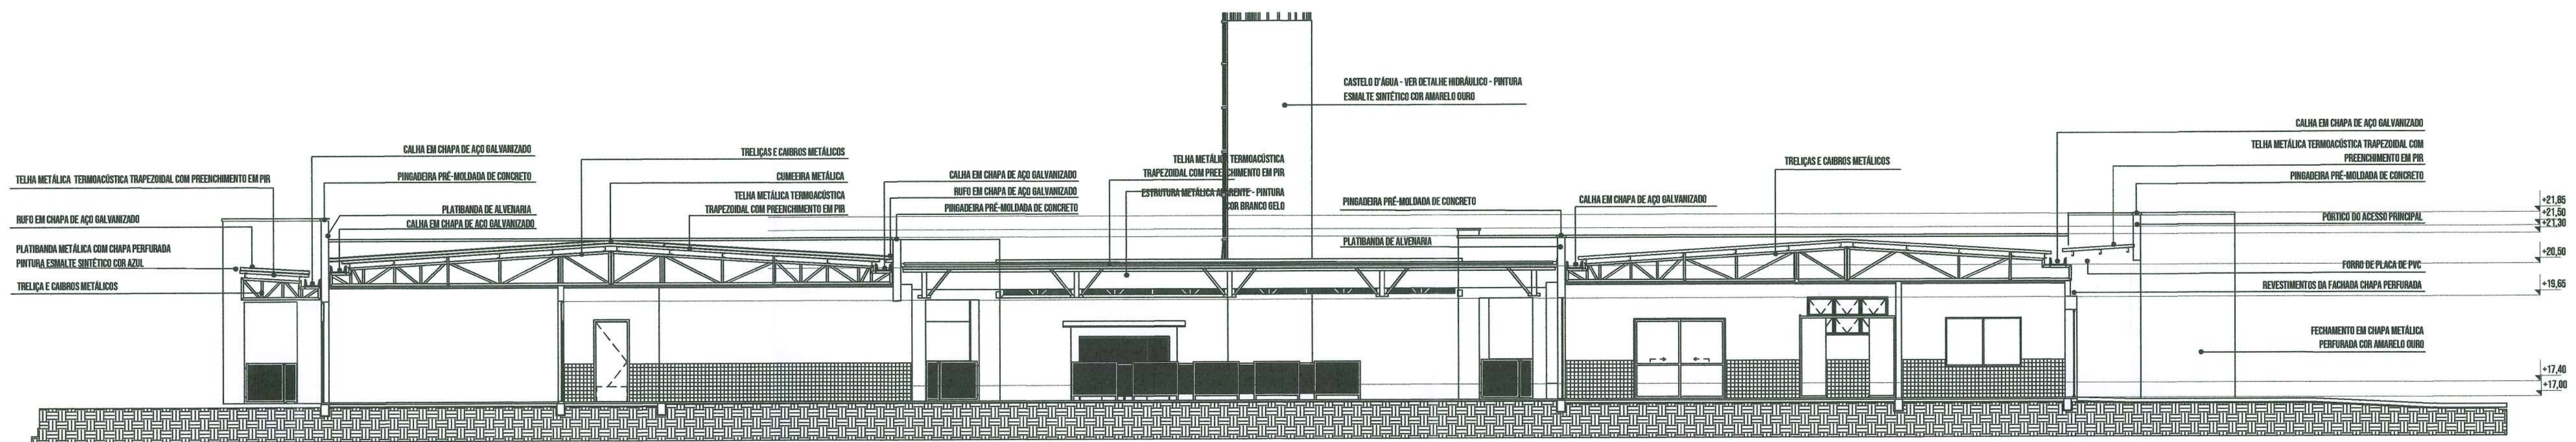 CASTELO D'ÁGUA - VER DETALHE HIDRÁULICO - PINTURA
ESMALTE SINTÉTICO COR AMARELO OURO
TELHA METÁLICA TERMOACÚSTICA TRAPEZOIDAL COM PREENCHIMENTO EM PIR
RUFO EM CHAPA DE AÇO GALVANIZADO
PLATIBANDA METÁLICA COM CHAPA PERFURADA
PINTURA ESMALTE SINTÉTICO COR AZUL
TRELIÇA E CAIBROS METÁLICOS
CALHA EM CHAPA DE AÇO GALVANIZADO
PINGADEIRA PRÉ-MOLDADA DE CONCRETO
PLATIBANDA DE ALVENARIA
CALHA EM CHAPA DE AÇO GALVANIZADO
TRELIÇAS E CAIBROS METÁLICOS
CUMEEIRA METÁLICA
TELHA METÁLICA TERMOACÚSTICA
TRAPEZOIDAL COM PREENCHIMENTO EM PIR
CALHA EM CHAPA DE AÇO GALVANIZADO
RUFO EM CHAPA DE AÇO GALVANIZADO
PINGADEIRA PRÉ-MOLDADA DE CONCRETO
TELHA METÁLICA TERMOACÚSTICA
TRAPEZOIDAL COM PREENCHIMENTO EM PIR
ESTRUTURA METÁLICA APARENTE - PINTURA
COR BRANCO GELO
PINGADEIRA PRÉ-MOLDADA DE CONCRETO
PLATIBANDA DE ALVENARIA
CALHA EM CHAPA DE AÇO GALVANIZADO
TRELIÇAS E CAIBROS METÁLICOS
CALHA EM CHAPA DE AÇO GALVANIZADO
TELHA METÁLICA TERMOACÚSTICA TRAPEZOIDAL COM
PREENCHIMENTO EM PIR
PINGADEIRA PRÉ-MOLDADA DE CONCRETO
PÓRTICO DO ACESSO PRINCIPAL
FORRO DE PLACA DE PVC
REVESTIMENTOS DA FACHADA CHAPA PERFURADA
FECHAMENTO EM CHAPA METÁLICA
PERFURADA COR AMARELO OURO
+21,85
+21,50
+21,30
+20,50
+19,65
+17,40
+17,00